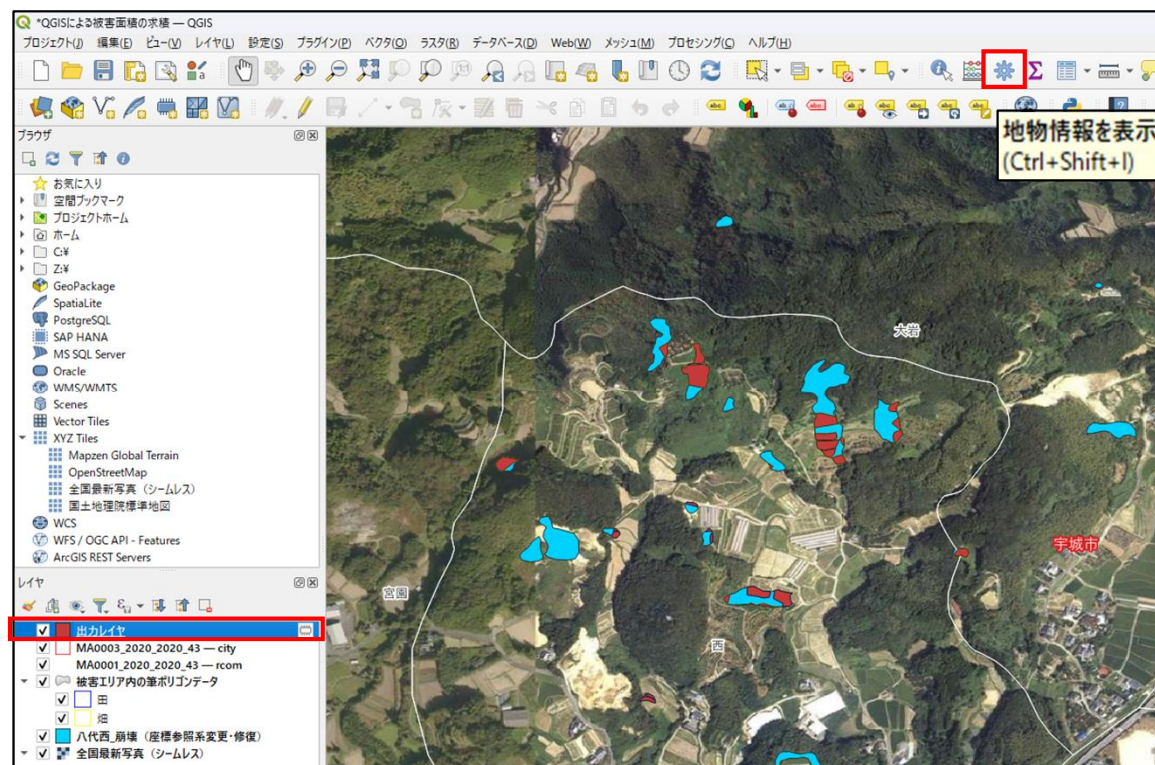 *QGISによる被害面積の求積 — QGIS
プロジェクト(J) 編集(E) ビュー(V) レイヤ(L) 設定(S) プラグイン(P) ベクタ(O) ラスタ(R) データベース(D) Web(W) メッシュ(M) プロセシング(C) ヘルプ(H)
地物情報を表示
(Ctrl+Shift+I)
ブラウザ
お気に入り
空間ブックマーク
プロジェクトホーム
ホーム
C:¥
Z:¥
GeoPackage
SpatiaLite
PostgreSQL
SAP HANA
MS SQL Server
Oracle
WMS/WMTS
Scenes
Vector Tiles
XYZ Tiles
Mapzen Global Terrain
OpenStreetMap
全国最新写真（シームレス）
国土地理院標準地図
WCS
WFS / OGC API - Features
ArcGIS REST Servers
レイヤ
出力レイヤ
MA0003_2020_2020_43 — city
MA0001_2020_2020_43 — rcom
被害エリア内の筆ポリゴンデータ
田
畑
八代西_崩壊（座標参照系変更・修復）
全国最新写真（シームレス）
大岩
宇城市
宮園
西